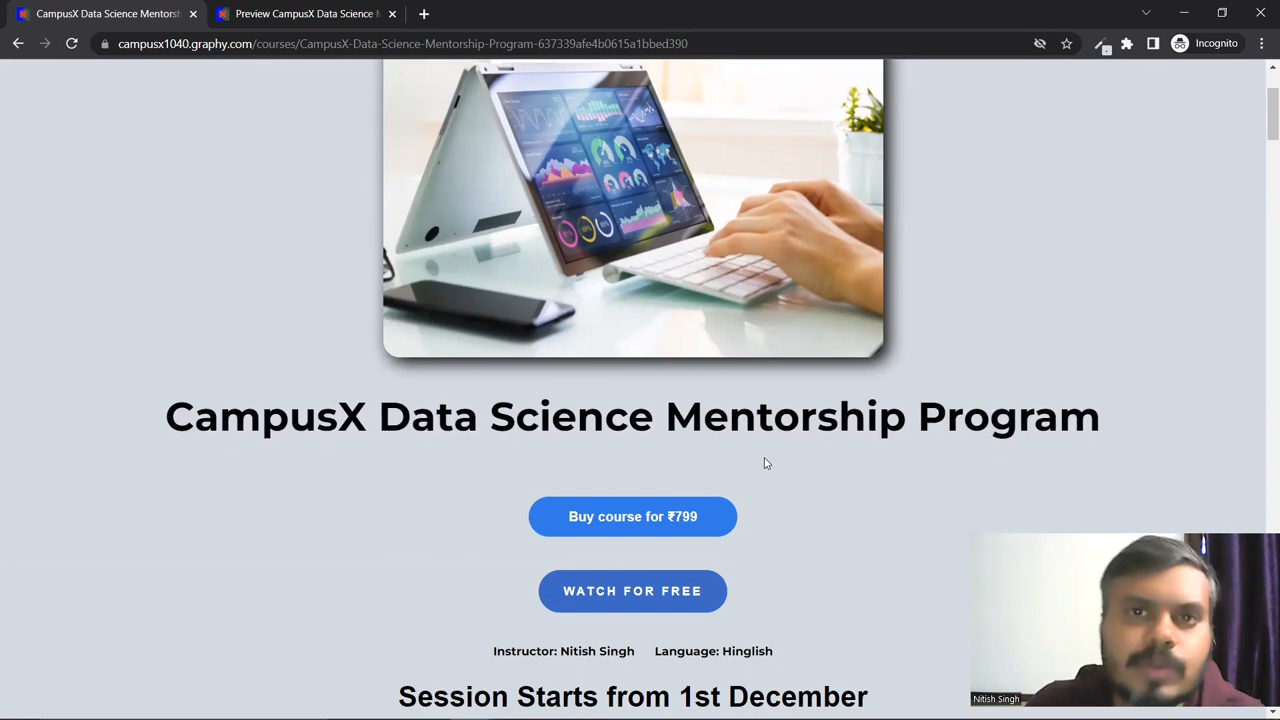 CampusX Data Science Mentorsh
Preview CampusX Data Science M
campusx1040.graphy.com/courses/CampusX-Data-Science-Mentorship-Program-637339afe4b0615a1bbed390
Incognito
CampusX Data Science Mentorship Program
Buy course for ₹799
WATCH FOR FREE
Instructor: Nitish Singh Language: Hinglish
Session Starts from 1st December
Nitish Singh